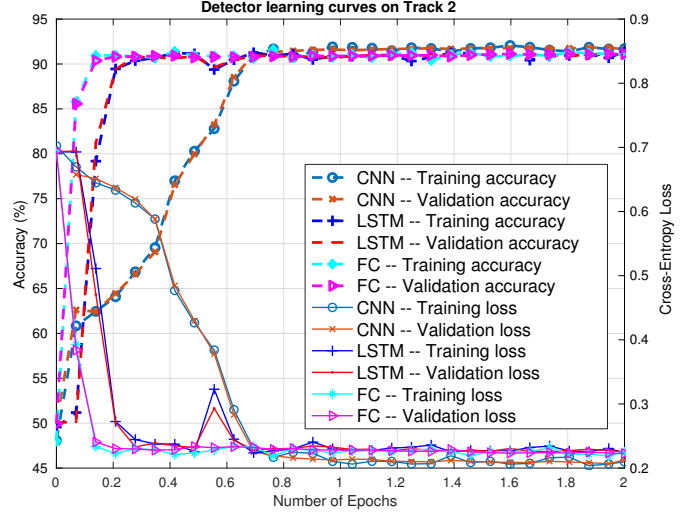 Detector learning curves on Track 2
95
90
85
80
75
70
65
60
55
50
45
Accuracy (%)
0.9
0.8
0.7
0.6
0.5
0.4
0.3
0.2
Cross-Entropy Loss
CNN -- Training accuracy
CNN -- Validation accuracy
LSTM -- Training accuracy
LSTM -- Validation accuracy
FC -- Training accuracy
FC -- Validation accuracy
CNN -- Training loss
CNN -- Validation loss
LSTM -- Training loss
LSTM -- Validation loss
FC -- Training loss
FC -- Validation loss
0 0.2 0.4 0.6 0.8 1 1.2 1.4 1.6 1.8 2
Number of Epochs